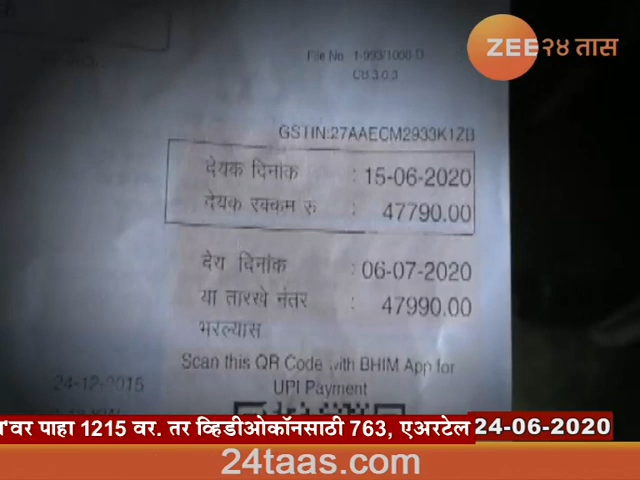 ZEE २४ तास
File No. 1-993/1000-D
CB 3.0.3
GSTIN:27AAECM2933K1ZB
देयक दिनांक : 15-06-2020
देयक रक्कम रु : 47790.00
देय दिनांक : 06-07-2020
या तारखे नंतर : 47990.00
भरल्यास
Scan this QR Code with BHIM App for
UPI Payment
24-12-2015
वर पाहा 1215 वर. तर व्हिडीओकॉनसाठी 763, एअरटेल
24-06-2020
24taas.com